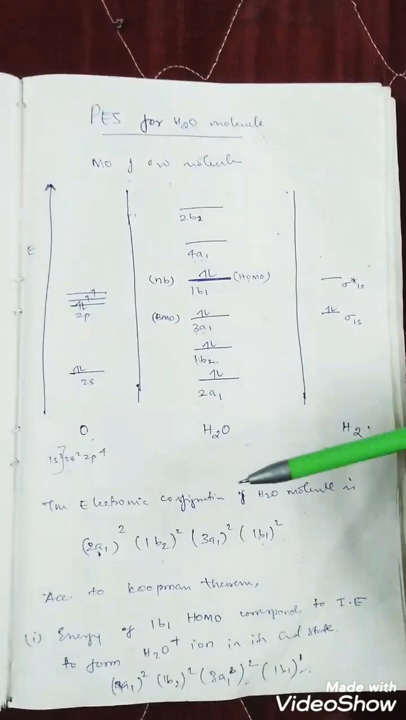 PES for H2O molecule
MO of H2O molecule
E
2b2
4a1
(nb) 1b1 (Homo)
(Bmo) 3a1
1b2
2a1
2p
2s
σ*1s
σ1s
O
H2O
H2.
1s2 2s2 2p4
The Electronic configuration of H2O molecule is
(2a1)2 (1b2)2 (3a1)2 (1b1)2
Acc. to koopman theorem,
(i) Energy of 1b1 HOMO correspond to I.E
to form H2O+ ion in its Gnd state.
(2a1)2 (1b2)2 (3a1)2 (1b1)1.
Made with
VideoShow